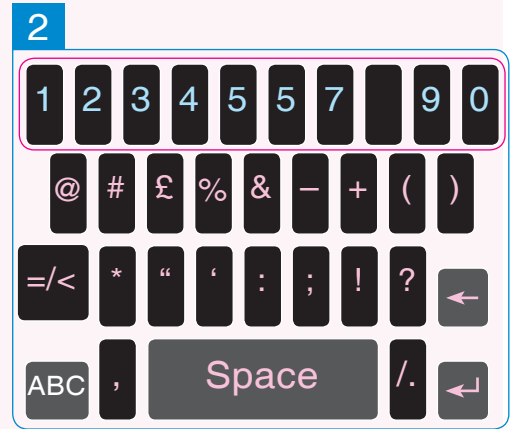 2
1 2 3 4 5 5 7 9 0
@ # £ % & – + ( )
=/< * “ ‘ : ; ! ?
ABC , Space /.